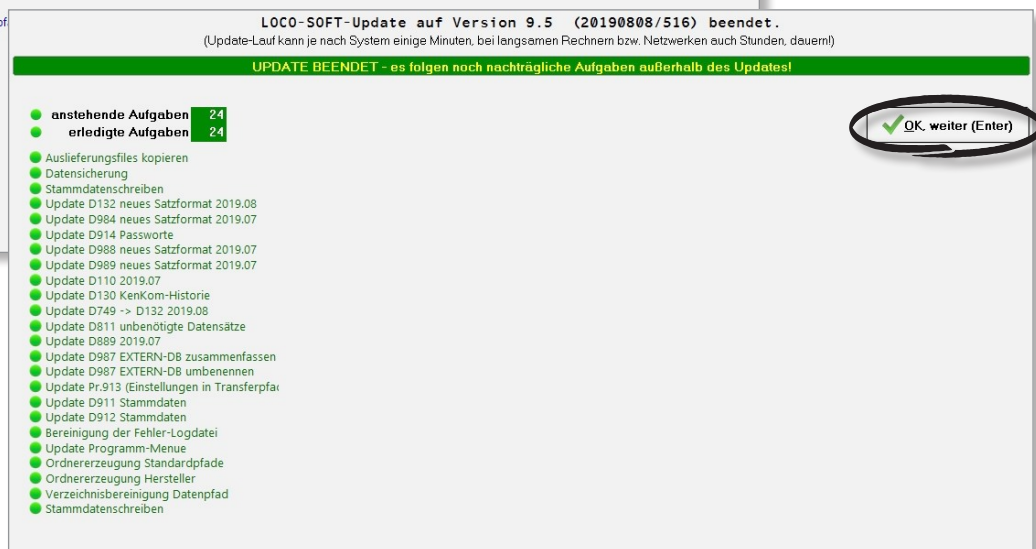 LOCO-SOFT-Update auf Version 9.5 (20190808/516) beendet.
(Update-Lauf kann je nach System einige Minuten, bei langsamen Rechnern bzw. Netzwerken auch Stunden, dauern!)
UPDATE BEENDET - es folgen noch nachträgliche Aufgaben außerhalb des Updates!
anstehende Aufgaben 24
erledigte Aufgaben 24
OK, weiter (Enter)
Auslieferungsfiles kopieren
Datensicherung
Stammdatenschreiben
Update D132 neues Satzformat 2019.08
Update D984 neues Satzformat 2019.07
Update D914 Passworte
Update D988 neues Satzformat 2019.07
Update D989 neues Satzformat 2019.07
Update D110 2019.07
Update D130 KenKom-Historie
Update D749 -> D132 2019.08
Update D811 unbenötigte Datensätze
Update D889 2019.07
Update D987 EXTERN-DB zusammenfassen
Update D987 EXTERN-DB umbenennen
Update Pr.913 (Einstellungen in Transferpfad
Update D911 Stammdaten
Update D912 Stammdaten
Bereinigung der Fehler-Logdatei
Update Programm-Menue
Ordnererzeugung Standardpfade
Ordnererzeugung Hersteller
Verzeichnisbereinigung Datenpfad
Stammdatenschreiben